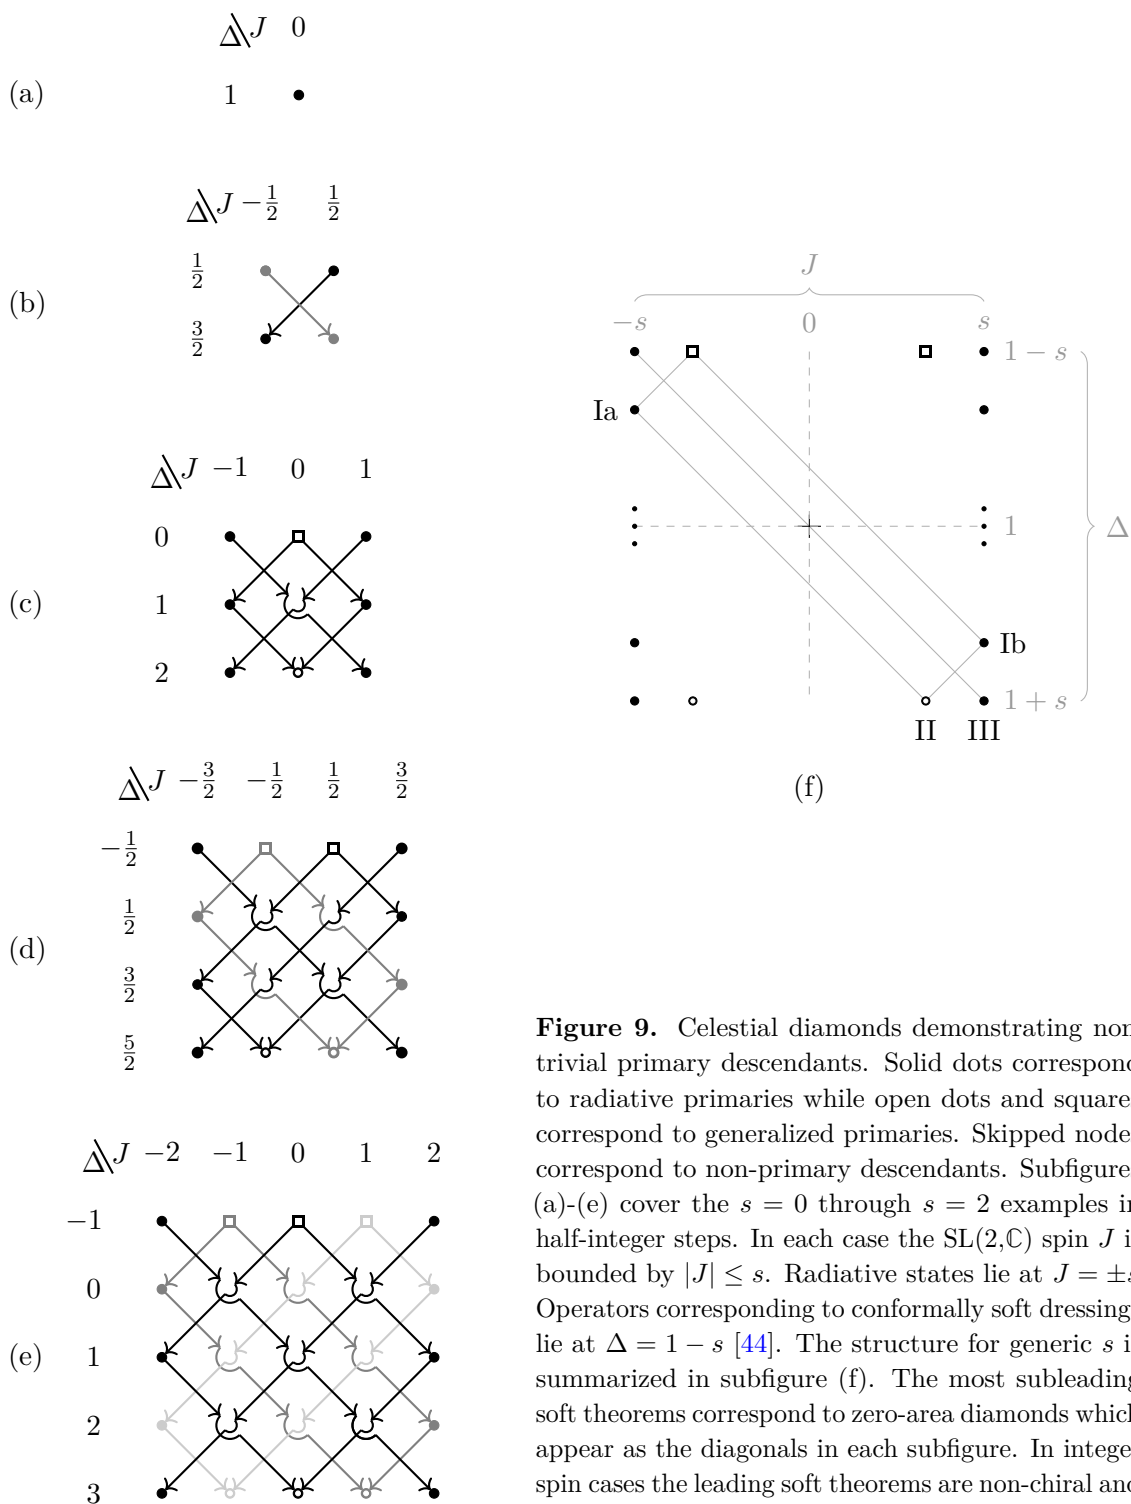 Δ\J 0
(a)
1
Δ\J −1/2 1/2
1/2
(b)
3/2
Δ\J −1 0 1
0
(c)
1
2
Δ\J −3/2 −1/2 1/2 3/2
−1/2
1/2
(d)
3/2
5/2
Δ\J −2 −1 0 1 2
−1
0
(e)
1
2
3
J
−s 0 s
1 − s
Ia
1
Δ
Ib
1 + s
II III
(f)
Figure 9. Celestial diamonds demonstrating non
trivial primary descendants. Solid dots correspond
to radiative primaries while open dots and square
correspond to generalized primaries. Skipped node
correspond to non-primary descendants. Subfigure
(a)-(e) cover the s = 0 through s = 2 examples in
half-integer steps. In each case the SL(2,ℂ) spin J i
bounded by |J| ≤ s. Radiative states lie at J = ±s
Operators corresponding to conformally soft dressing
lie at Δ = 1 − s [44]. The structure for generic s i
summarized in subfigure (f). The most subleading
soft theorems correspond to zero-area diamonds which
appear as the diagonals in each subfigure. In intege
spin cases the leading soft theorems are non-chiral and